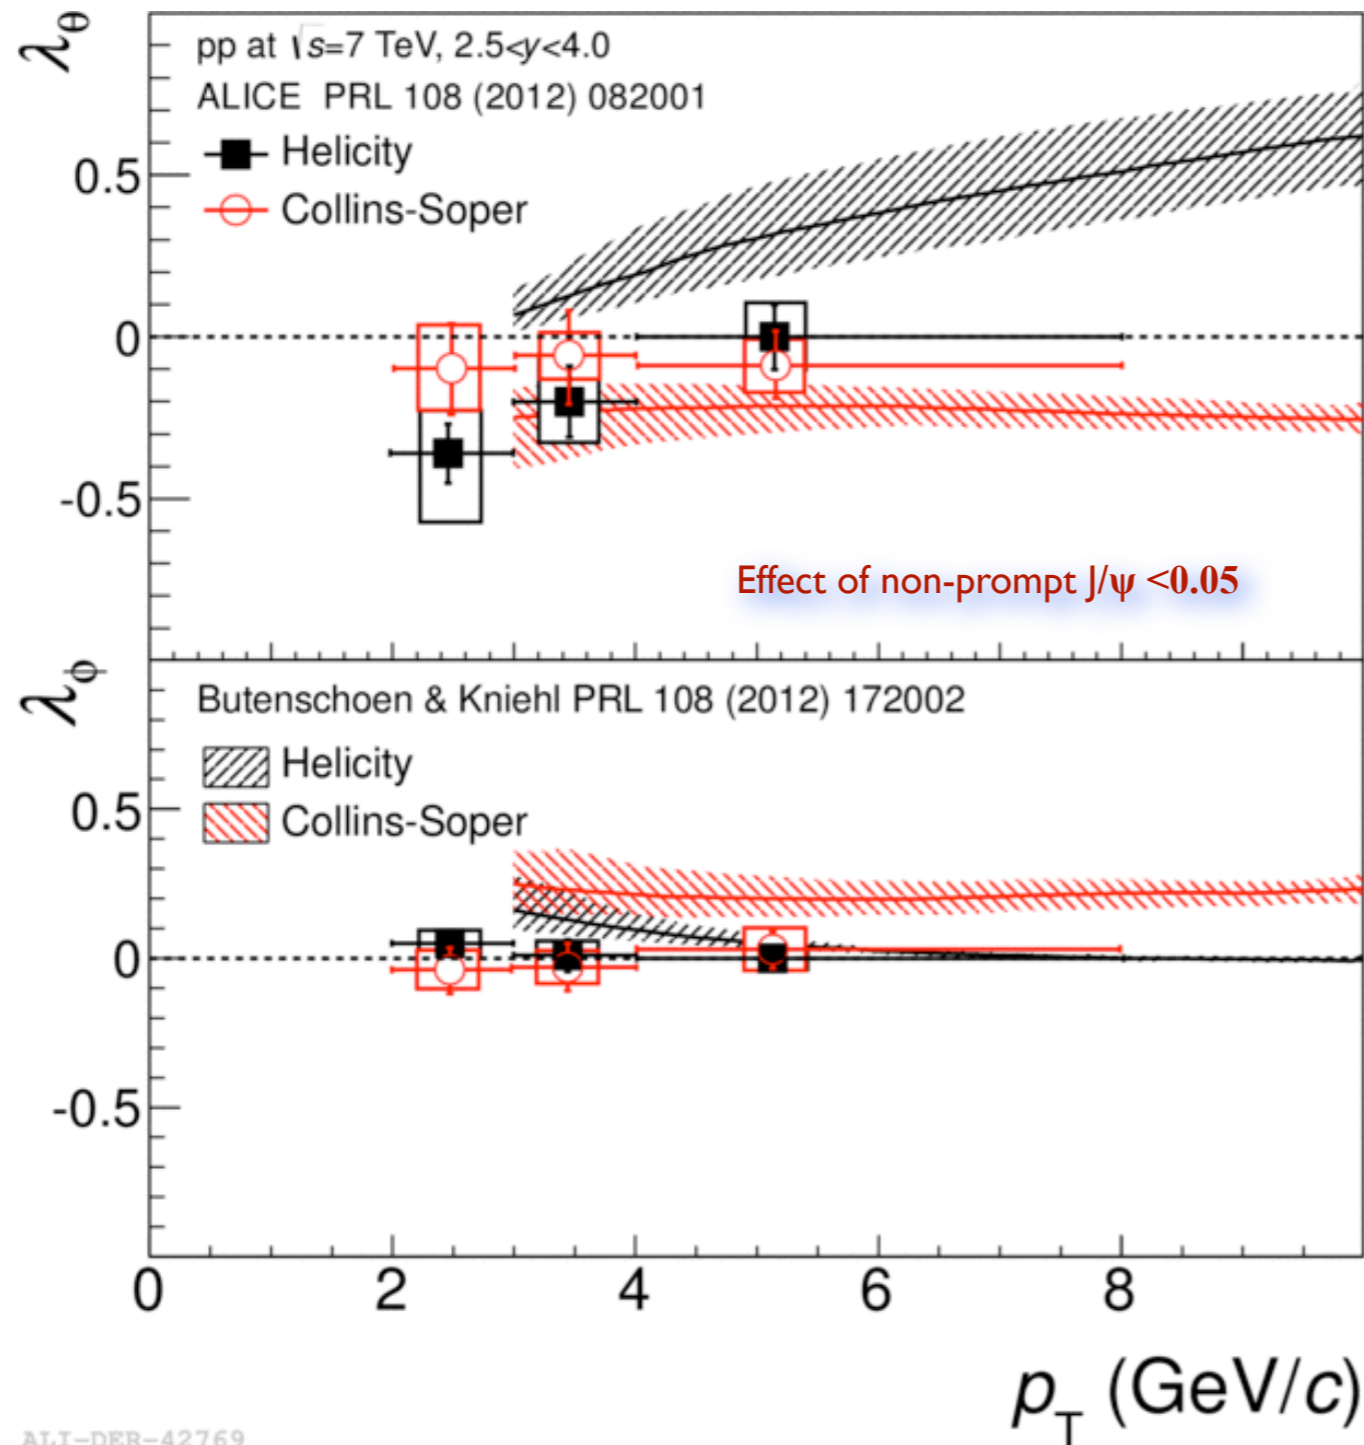 λθ
pp at √s=7 TeV, 2.5<y<4.0
ALICE PRL 108 (2012) 082001
Helicity
Collins-Soper
0.5
0
-0.5
Effect of non-prompt J/ψ <0.05
λϕ
Butenschoen & Kniehl PRL 108 (2012) 172002
Helicity
Collins-Soper
0.5
0
-0.5
0 2 4 6 8
pT (GeV/c)
ALI-DER-42769